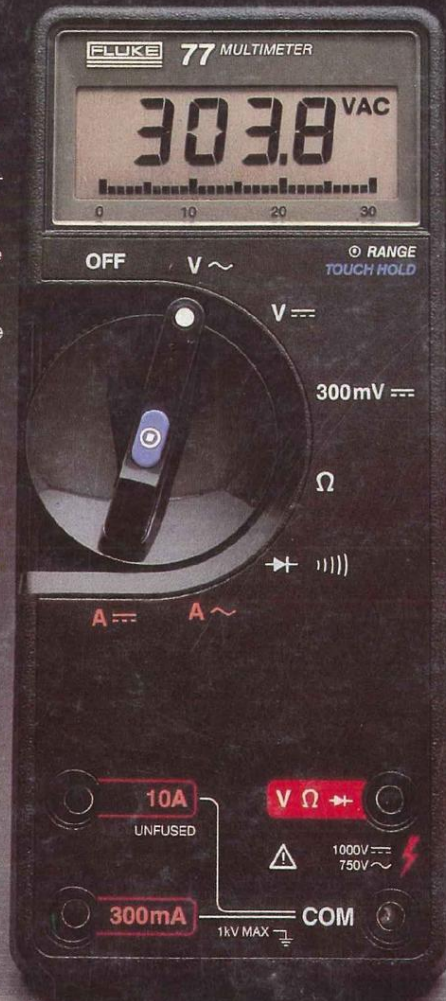 FLUKE 77 MULTIMETER
303.8 VAC
0 10 20 30
OFF V~ RANGE
TOUCH HOLD
V⎓
300mV⎓
Ω
A⎓ A~
10A V Ω
UNFUSED
1000V⎓
750V~
300mA COM
1kV MAX